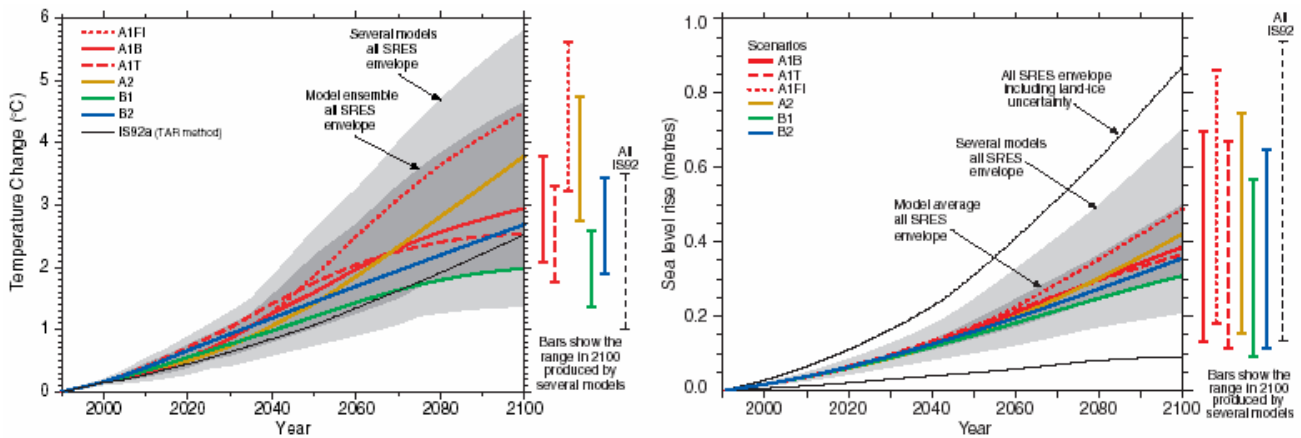 6
5
4
3
2
1
0
Temperature Change (°C)
A1FI
A1B
A1T
A2
B1
B2
IS92a (TAR method)
Several models
all SRES
envelope
Model ensemble
all SRES
envelope
All
IS92
Bars show the
range in 2100
produced by
several models
2000 2020 2040 2060 2080 2100
Year
1.0
0.8
0.6
0.4
0.2
0.0
Sea level rise (metres)
Scenarios
A1B
A1T
A1FI
A2
B1
B2
All SRES envelope
including land-ice
uncertainty
Several models
all SRES
envelope
Model average
all SRES
envelope
All
IS92
Bars show the
range in 2100
produced by
several models
2000 2020 2040 2060 2080 2100
Year